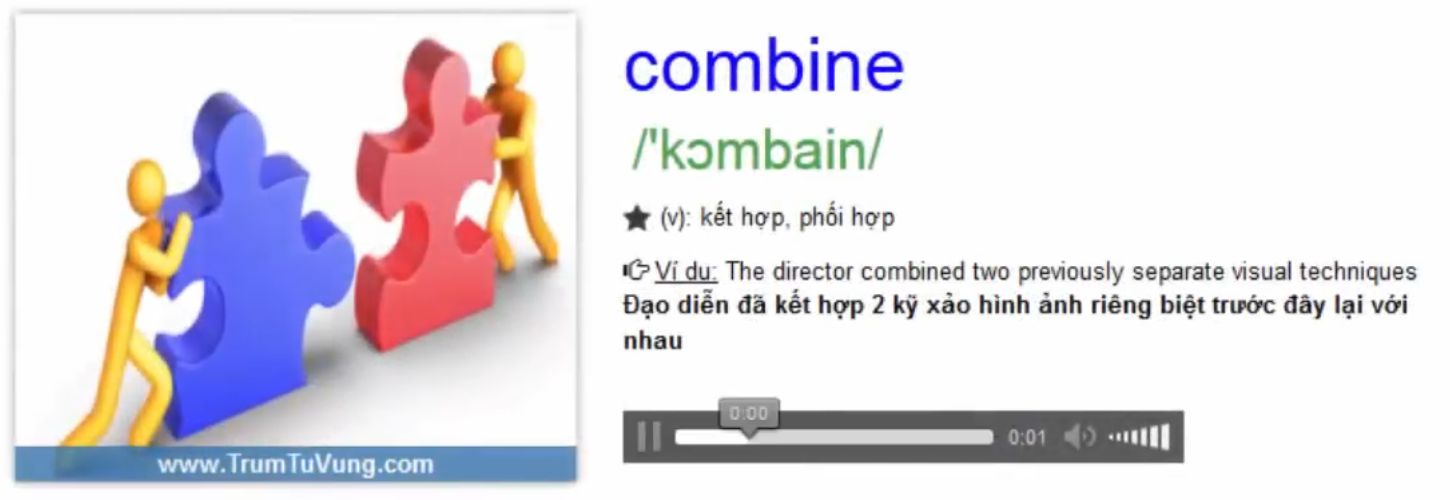 combine
/'kɔmbain/
★ (v): kết hợp, phối hợp
Ví dụ: The director combined two previously separate visual techniques
Đạo diễn đã kết hợp 2 kỹ xảo hình ảnh riêng biệt trước đây lại với
nhau
0:00
0:01
www.TrumTuVung.com